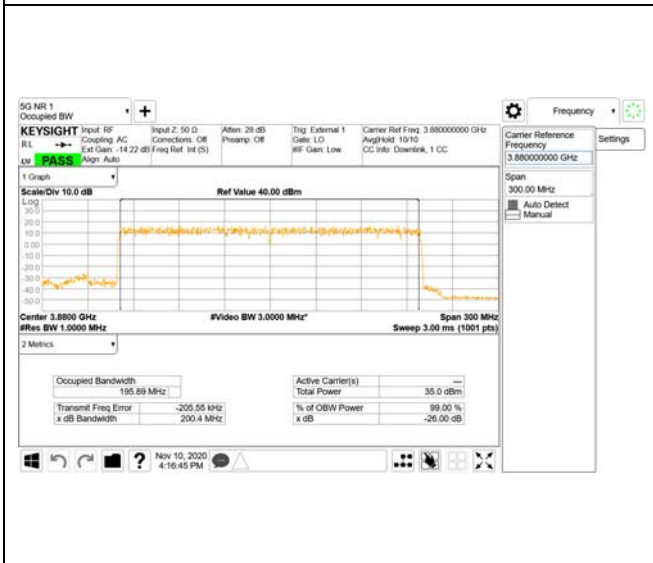 5G NR 1
Occupied BW
Frequency
KEYSIGHT
RL
PASS
Input: RF
Coupling: AC
Ext Gain: -14.22 dB
Align: Auto
Input Z: 50 Ω
Corrections: Off
Freq Ref: Int (S)
Atten: 28 dB
Preamp: Off
Trig: External 1
Gate: LO
#IF Gain: Low
Carrier Ref Freq: 3.880000000 GHz
Avg|Hold: 10/10
CC Info: Downlink, 1 CC
Carrier Reference
Frequency
3.880000000 GHz
Settings
Span
300.00 MHz
Auto Detect
Manual
1 Graph
Scale/Div 10.0 dB
Ref Value 40.00 dBm
Log
30.0
20.0
10.0
0.00
-10.0
-20.0
-30.0
-40.0
-50.0
Center 3.8800 GHz
#Video BW 3.0000 MHz*
Span 300 MHz
#Res BW 1.0000 MHz
Sweep 3.00 ms (1001 pts)
2 Metrics
Occupied Bandwidth
195.89 MHz
Transmit Freq Error -205.55 kHz
x dB Bandwidth 200.4 MHz
Active Carrier(s) ---
Total Power 35.0 dBm
% of OBW Power 99.00 %
x dB -26.00 dB
?
Nov 10, 2020
4:16:45 PM